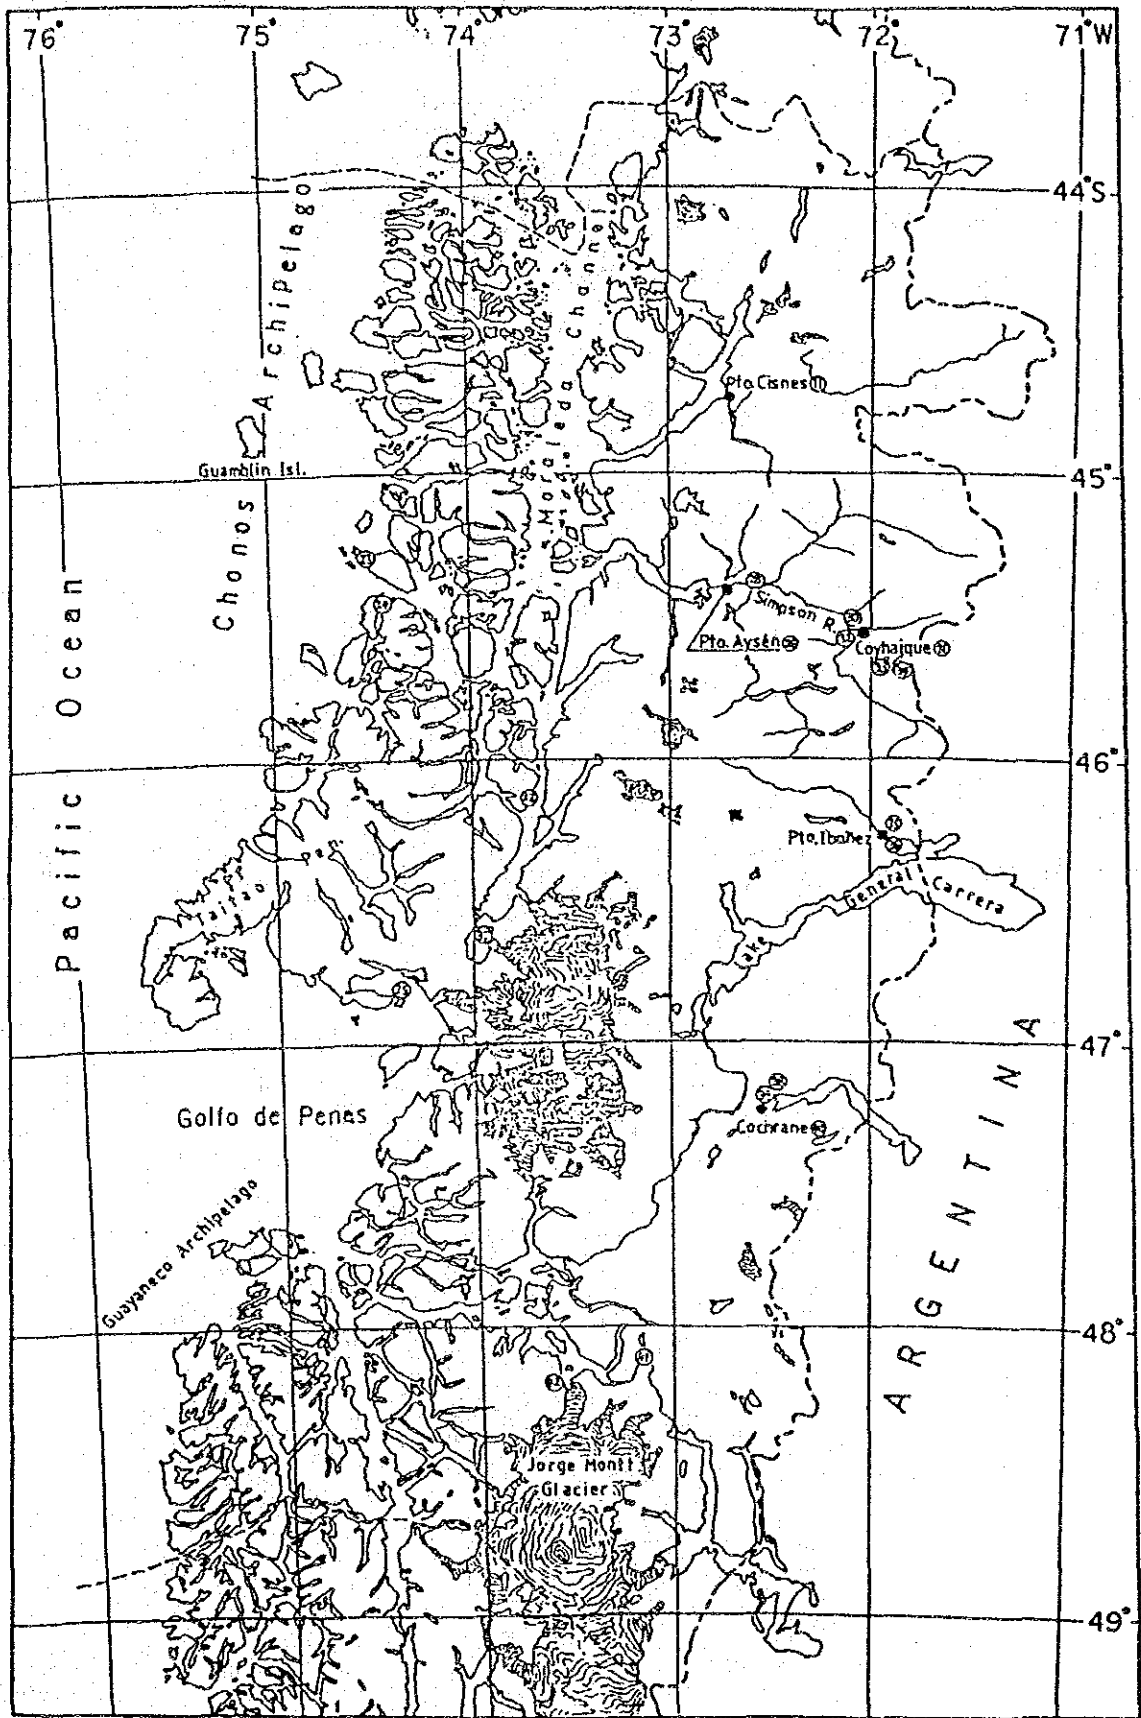 76°
75°
74°
73°
72°
71°W
44°S
Chonos Archipelago
Moraleda Channel
Pto. Cisnes
Guamblin Isl.
45°
Simpson R.
Pto. Aysén
Coyhaique
Pacific Ocean
46°
Pto. Ibañez
Lake General Carrera
Taitao
47°
Golfo de Penas
Cochrane
ARGENTINA
Guayaneco Archipelago
48°
Jorge Montt
Glacier
49°